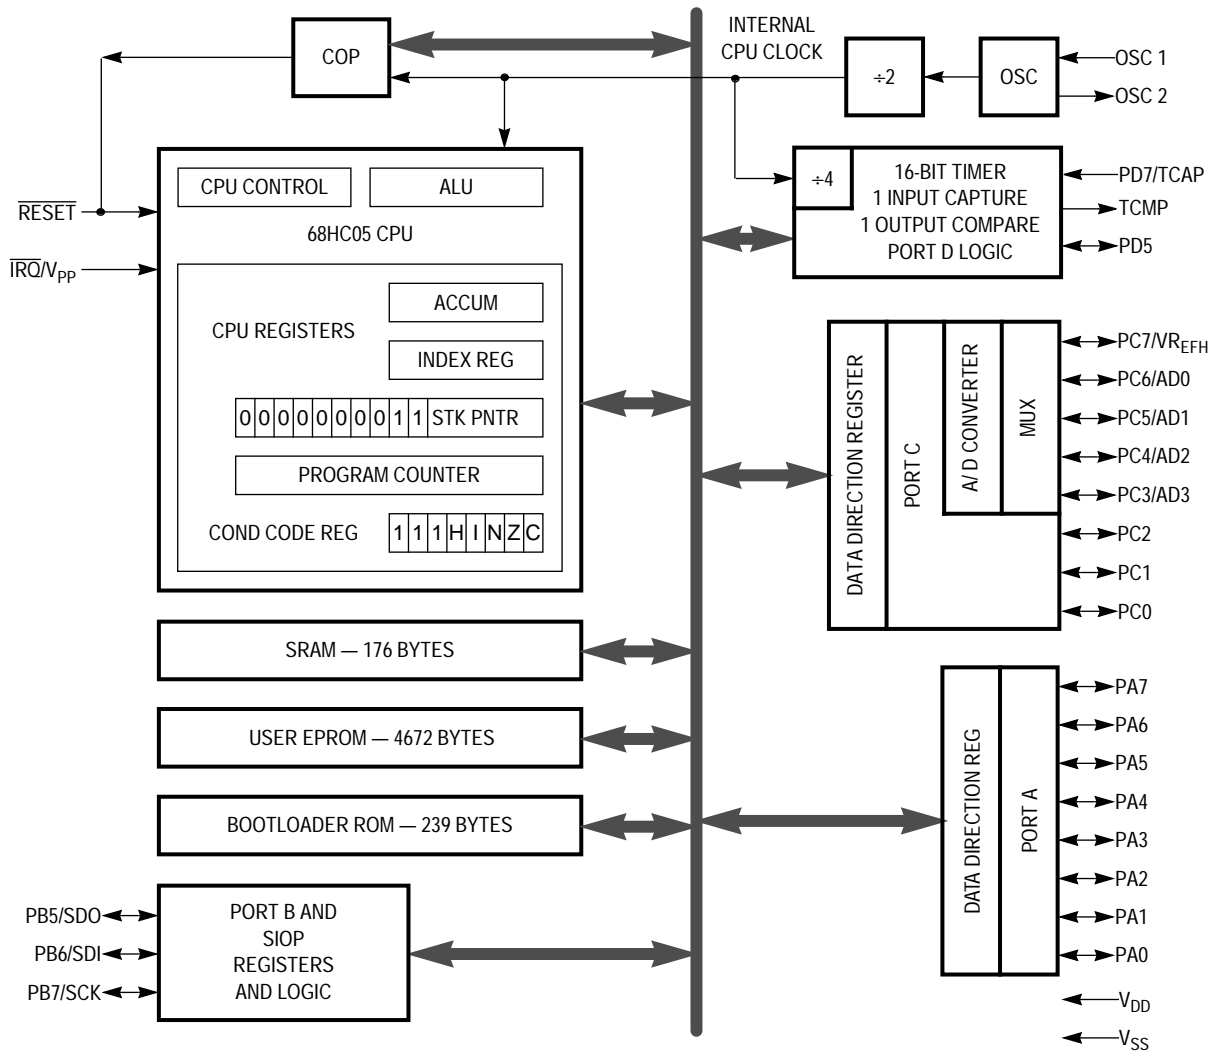 COP
INTERNAL
CPU CLOCK
÷2
OSC
OSC 1
OSC 2
CPU CONTROL
ALU
68HC05 CPU
RESET
IRQ/VPP
CPU REGISTERS
ACCUM
INDEX REG
0 0 0 0 0 0 0 0 1 1 STK PNTR
PROGRAM COUNTER
COND CODE REG
1 1 1 H I N Z C
÷4
16-BIT TIMER
1 INPUT CAPTURE
1 OUTPUT COMPARE
PORT D LOGIC
PD7/TCAP
TCMP
PD5
DATA DIRECTION REGISTER
PORT C
A/D CONVERTER
MUX
PC7/VREFH
PC6/AD0
PC5/AD1
PC4/AD2
PC3/AD3
PC2
PC1
PC0
SRAM — 176 BYTES
USER EPROM — 4672 BYTES
BOOTLOADER ROM — 239 BYTES
DATA DIRECTION REG
PORT A
PA7
PA6
PA5
PA4
PA3
PA2
PA1
PA0
PB5/SDO
PB6/SDI
PB7/SCK
PORT B AND
SIOP
REGISTERS
AND LOGIC
VDD
VSS